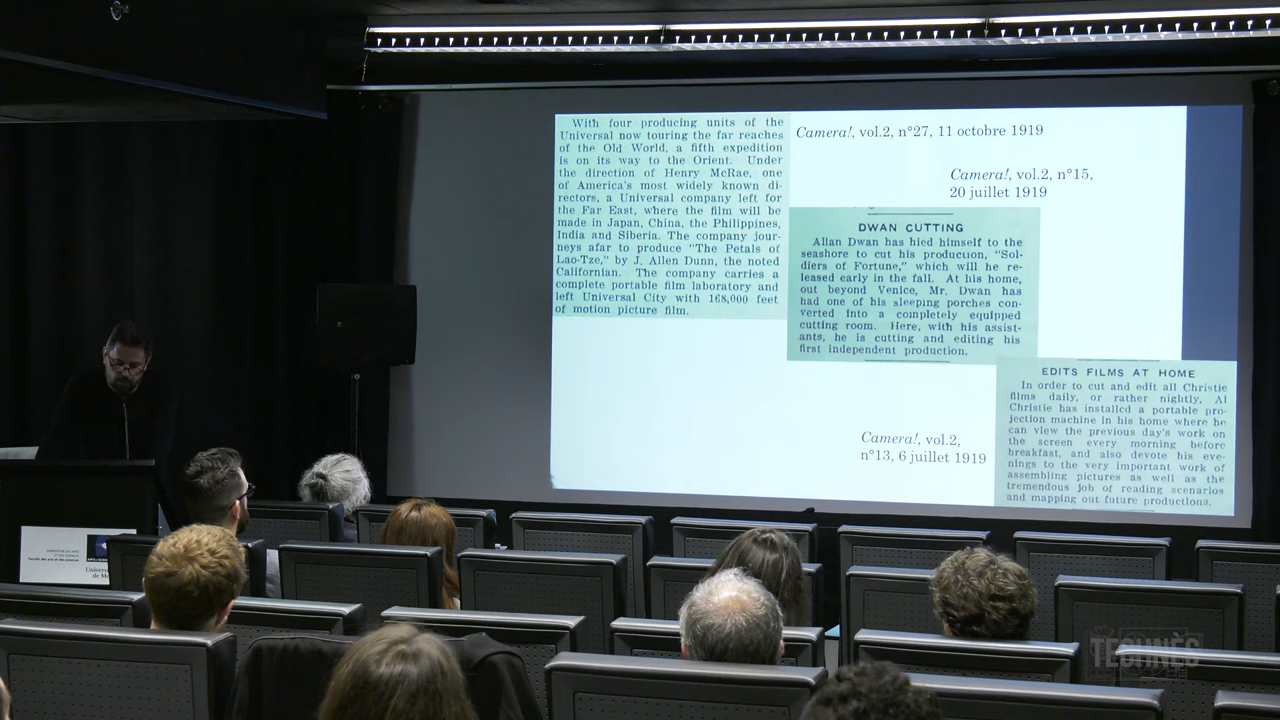 With four producing units of the
Universal now touring the far reaches
of the Old World, a fifth expedition
is on its way to the Orient. Under
the direction of Henry McRae, one
of America's most widely known di-
rectors, a Universal company left for
the Far East, where the film will be
made in Japan, China, the Philippines,
India and Siberia. The company jour-
neys afar to produce "The Petals of
Lao-Tze," by J. Allen Dunn, the noted
Californian. The company carries a
complete portable film laboratory and
left Universal City with 168,000 feet
of motion picture film.
Camera!, vol.2, n°27, 11 octobre 1919
Camera!, vol.2, n°15,
20 juillet 1919
DWAN CUTTING
Allan Dwan has hied himself to the
seashore to cut his production, "Sol-
diers of Fortune," which will be re-
leased early in the fall. At his home,
out beyond Venice, Mr. Dwan has
had one of his sleeping porches con-
verted into a completely equipped
cutting room. Here, with his assist-
ants, he is cutting and editing his
first independent production.
Camera!, vol.2,
n°13, 6 juillet 1919
EDITS FILMS AT HOME
In order to cut and edit all Christie
films daily, or rather nightly, Al
Christie has installed a portable pro-
jection machine in his home where he
can view the previous day's work on
the screen every morning before
breakfast, and also devote his eve-
nings to the very important work of
assembling pictures as well as the
tremendous job of reading scenarios
and mapping out future productions.
Faculté des arts et des sciences
Univers
de Mo
TECHNÈS